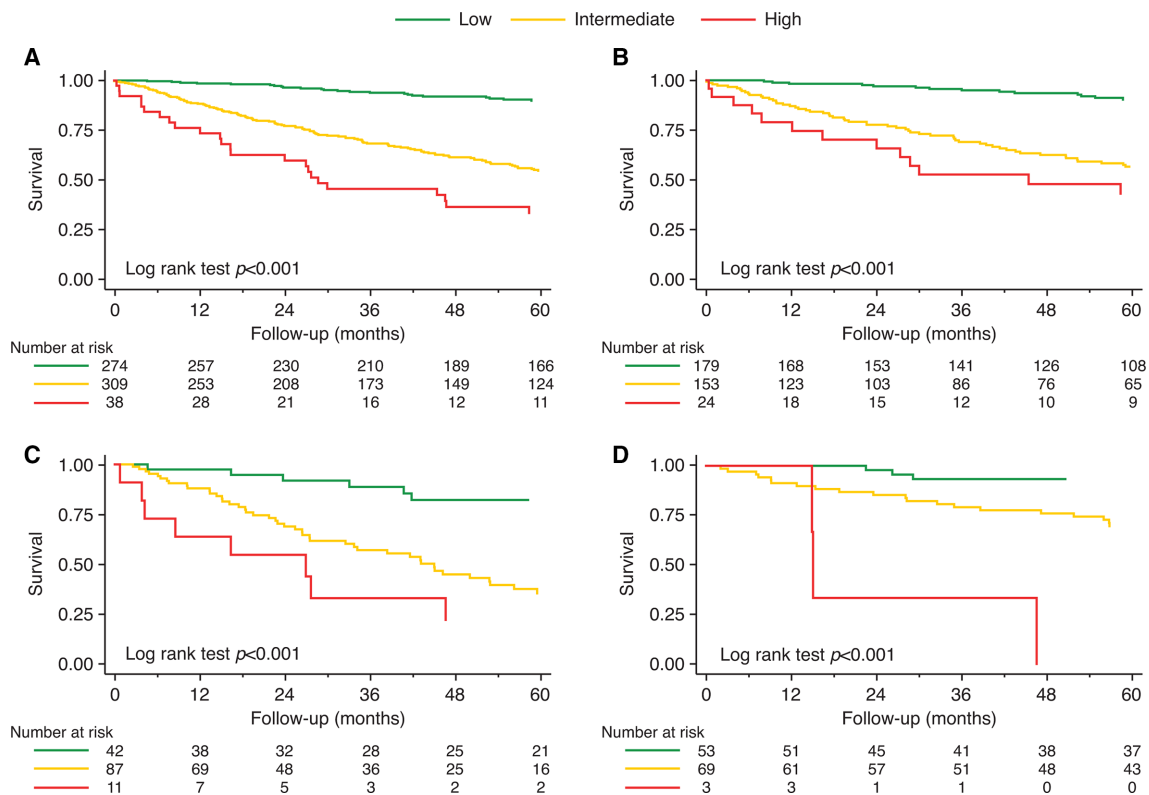 Low Intermediate High
A
1.00
0.75
0.50
0.25
0.00
Survival
Log rank test p<0.001
0 12 24 36 48 60
Follow-up (months)
Number at risk
274 257 230 210 189 166
309 253 208 173 149 124
38 28 21 16 12 11
B
1.00
0.75
0.50
0.25
0.00
Survival
Log rank test p<0.001
0 12 24 36 48 60
Follow-up (months)
Number at risk
179 168 153 141 126 108
153 123 103 86 76 65
24 18 15 12 10 9
C
1.00
0.75
0.50
0.25
0.00
Survival
Log rank test p<0.001
0 12 24 36 48 60
Follow-up (months)
Number at risk
42 38 32 28 25 21
87 69 48 36 25 16
11 7 5 3 2 2
D
1.00
0.75
0.50
0.25
0.00
Survival
Log rank test p<0.001
0 12 24 36 48 60
Follow-up (months)
Number at risk
53 51 45 41 38 37
69 61 57 51 48 43
3 3 1 1 0 0